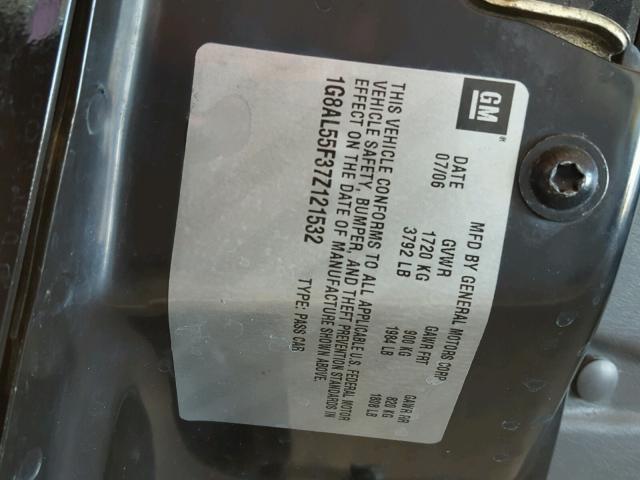 GM
MFD BY GENERAL MOTORS CORP
DATE GVWR GAWR FRT GAWR RR
07/06 1720 KG 900 KG 820 KG
3792 LB 1984 LB 1808 LB
THIS VEHICLE CONFORMS TO ALL APPLICABLE U.S. FEDERAL MOTOR
VEHICLE SAFETY, BUMPER, AND THEFT PREVENTION STANDARDS IN
EFFECT ON THE DATE OF MANUFACTURE SHOWN ABOVE.
1G8AL55F37Z121532 TYPE: PASS CAR